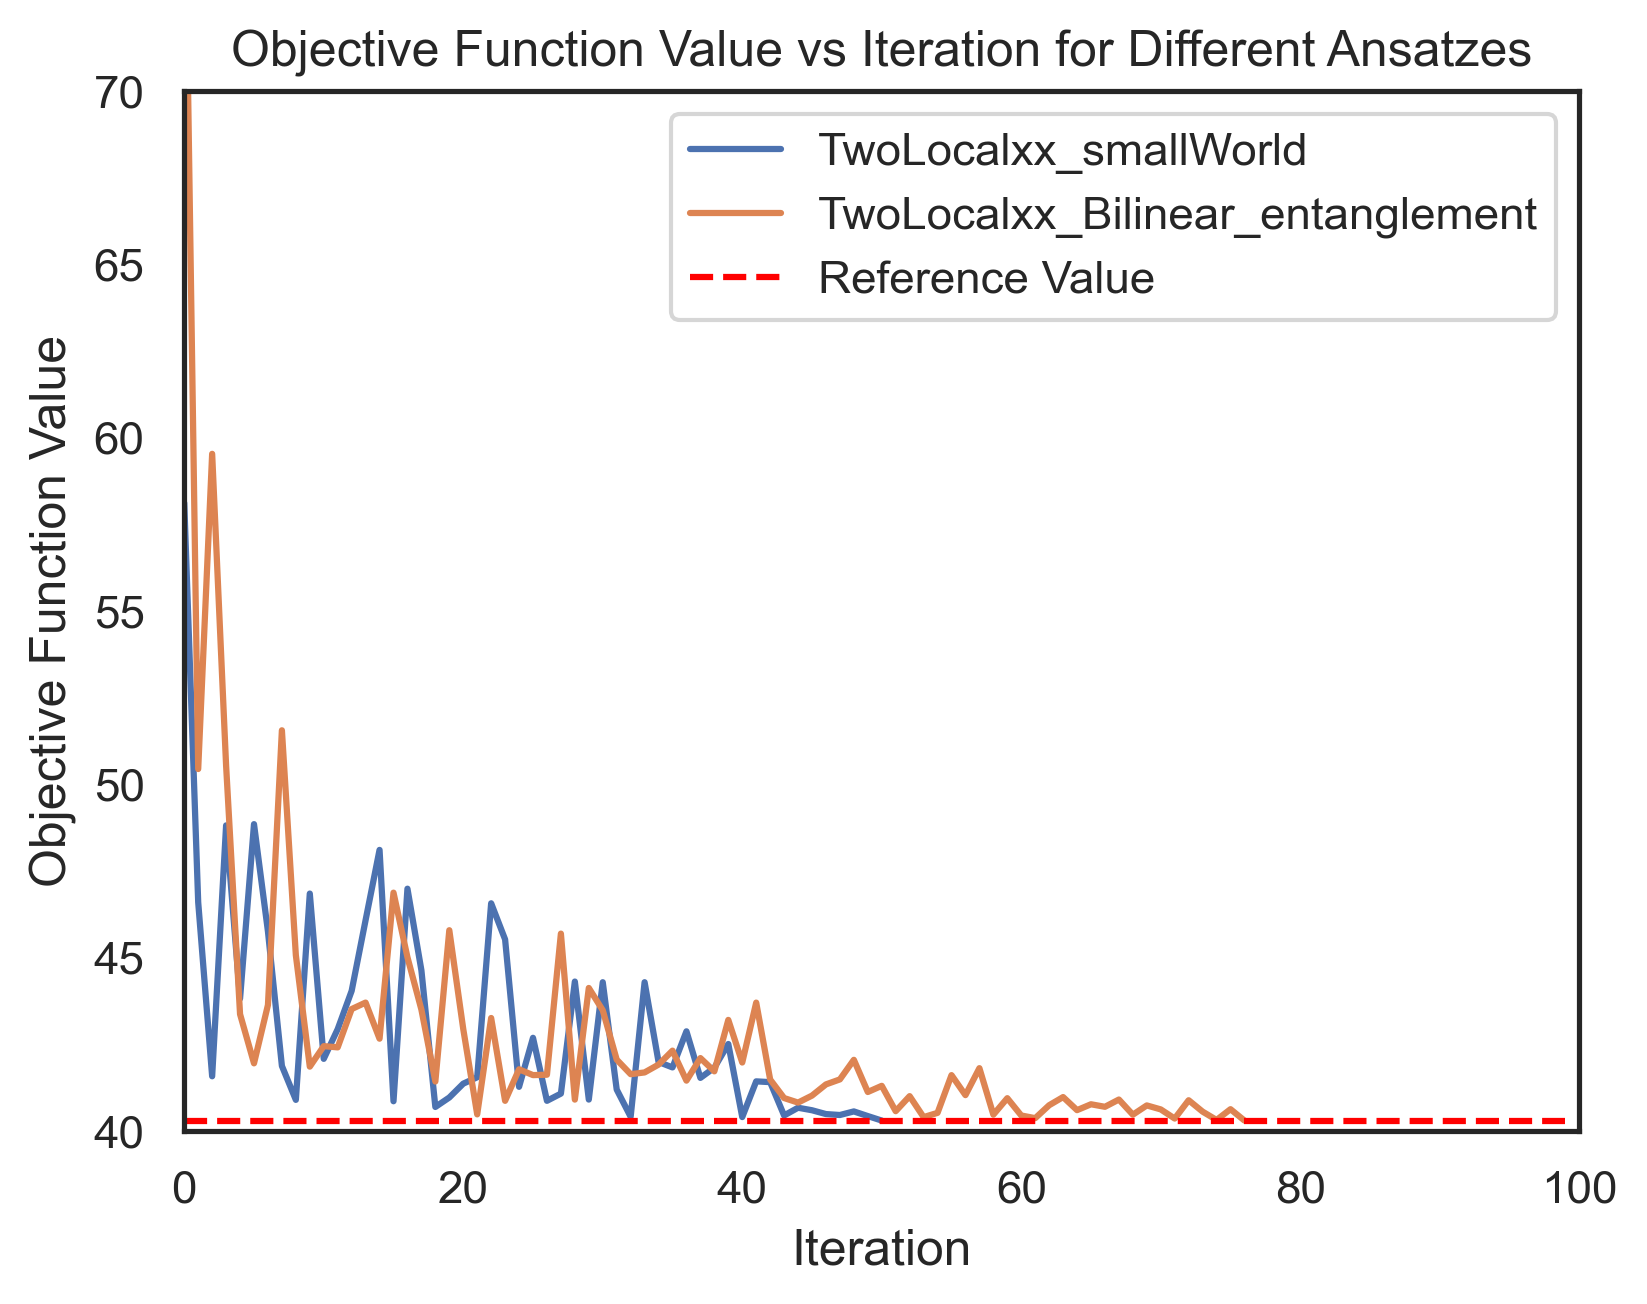 Objective Function Value vs Iteration for Different Ansatzes
TwoLocalxx_smallWorld
TwoLocalxx_Bilinear_entanglement
Reference Value
Objective Function Value
70
65
60
55
50
45
40
0 20 40 60 80 100
Iteration